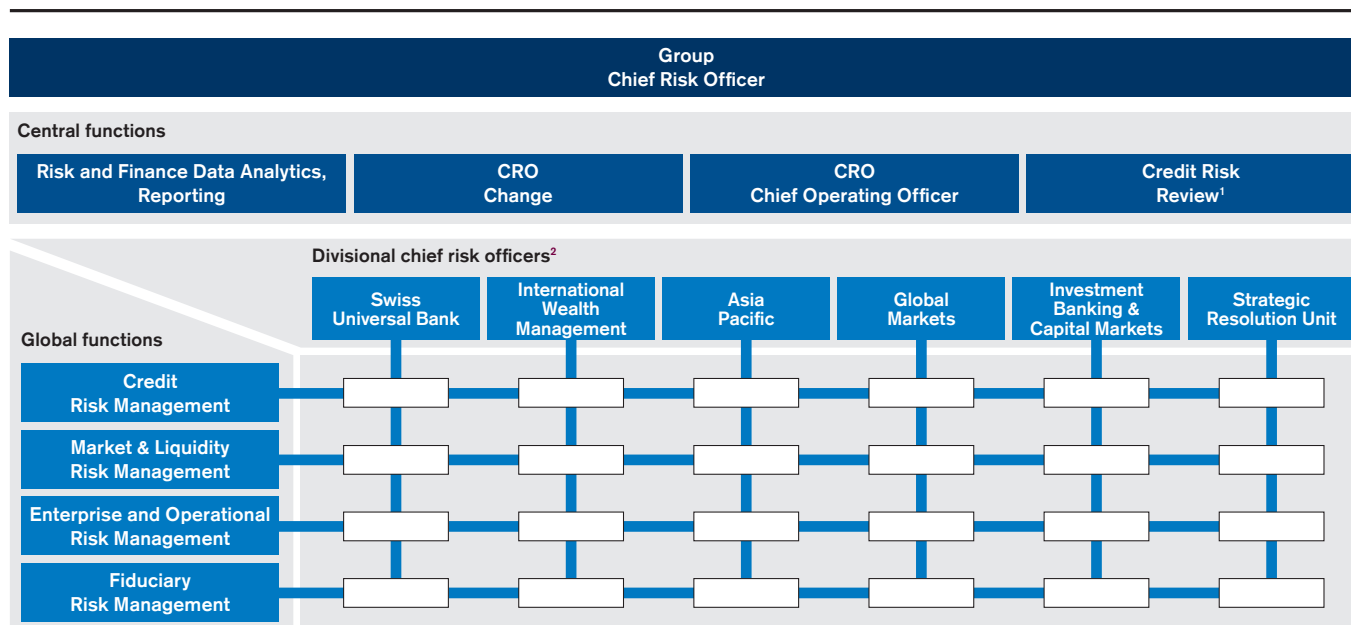 Group
Chief Risk Officer
Central functions
Risk and Finance Data Analytics,
Reporting
CRO
Change
CRO
Chief Operating Officer
Credit Risk
Review¹
Divisional chief risk officers²
Swiss
Universal Bank
International
Wealth
Management
Asia
Pacific
Global
Markets
Investment
Banking &
Capital Markets
Strategic
Resolution Unit
Global functions
Credit
Risk Management
Market & Liquidity
Risk Management
Enterprise and Operational
Risk Management
Fiduciary
Risk Management